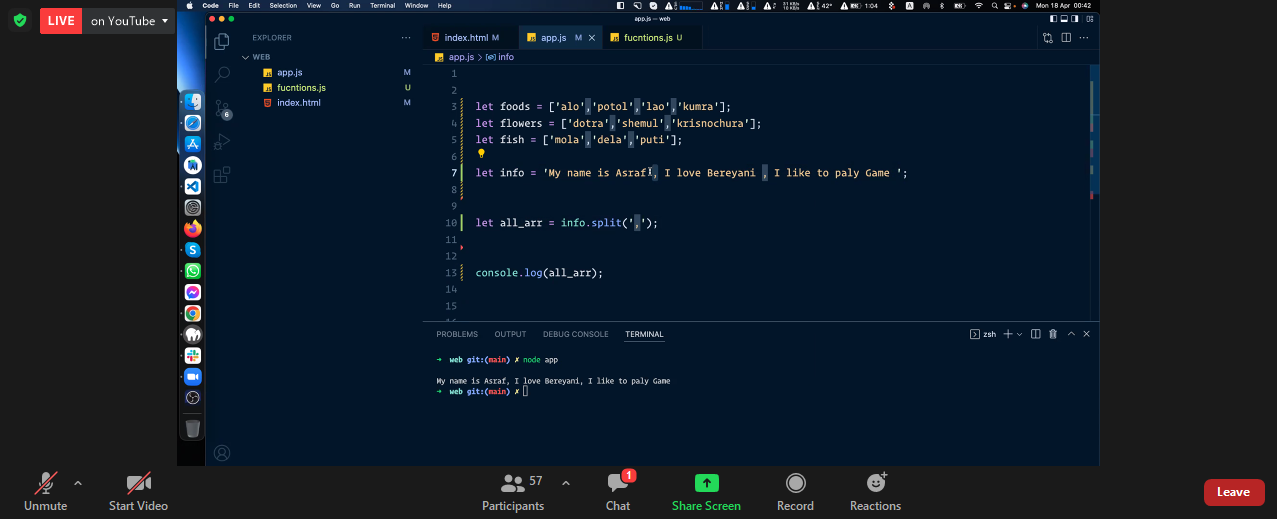 LIVE on YouTube
Code File Edit Selection View Go Run Terminal Window Help 42° 1:04 Mon 18 Apr 00:42
app.js — web
EXPLORER
WEB
app.js M
fucntions.js U
index.html M
6
index.html M app.js M fucntions.js U
app.js > info
1
2
3 let foods = ['alo','potol','lao','kumra'];
4 let flowers = ['dotra','shemul','krisnochura'];
5 let fish = ['mola','dela','puti'];
6
7 let info = 'My name is Asraf, I love Bereyani , I like to paly Game ';
8
9
10 let all_arr = info.split(',');
11
12
13 console.log(all_arr);
14
15
PROBLEMS OUTPUT DEBUG CONSOLE TERMINAL zsh
→ web git:(main) ✗ node app
My name is Asraf, I love Bereyani, I like to paly Game
→ web git:(main) ✗
Unmute Start Video Participants 57 Chat 1 Share Screen Record Reactions Leave